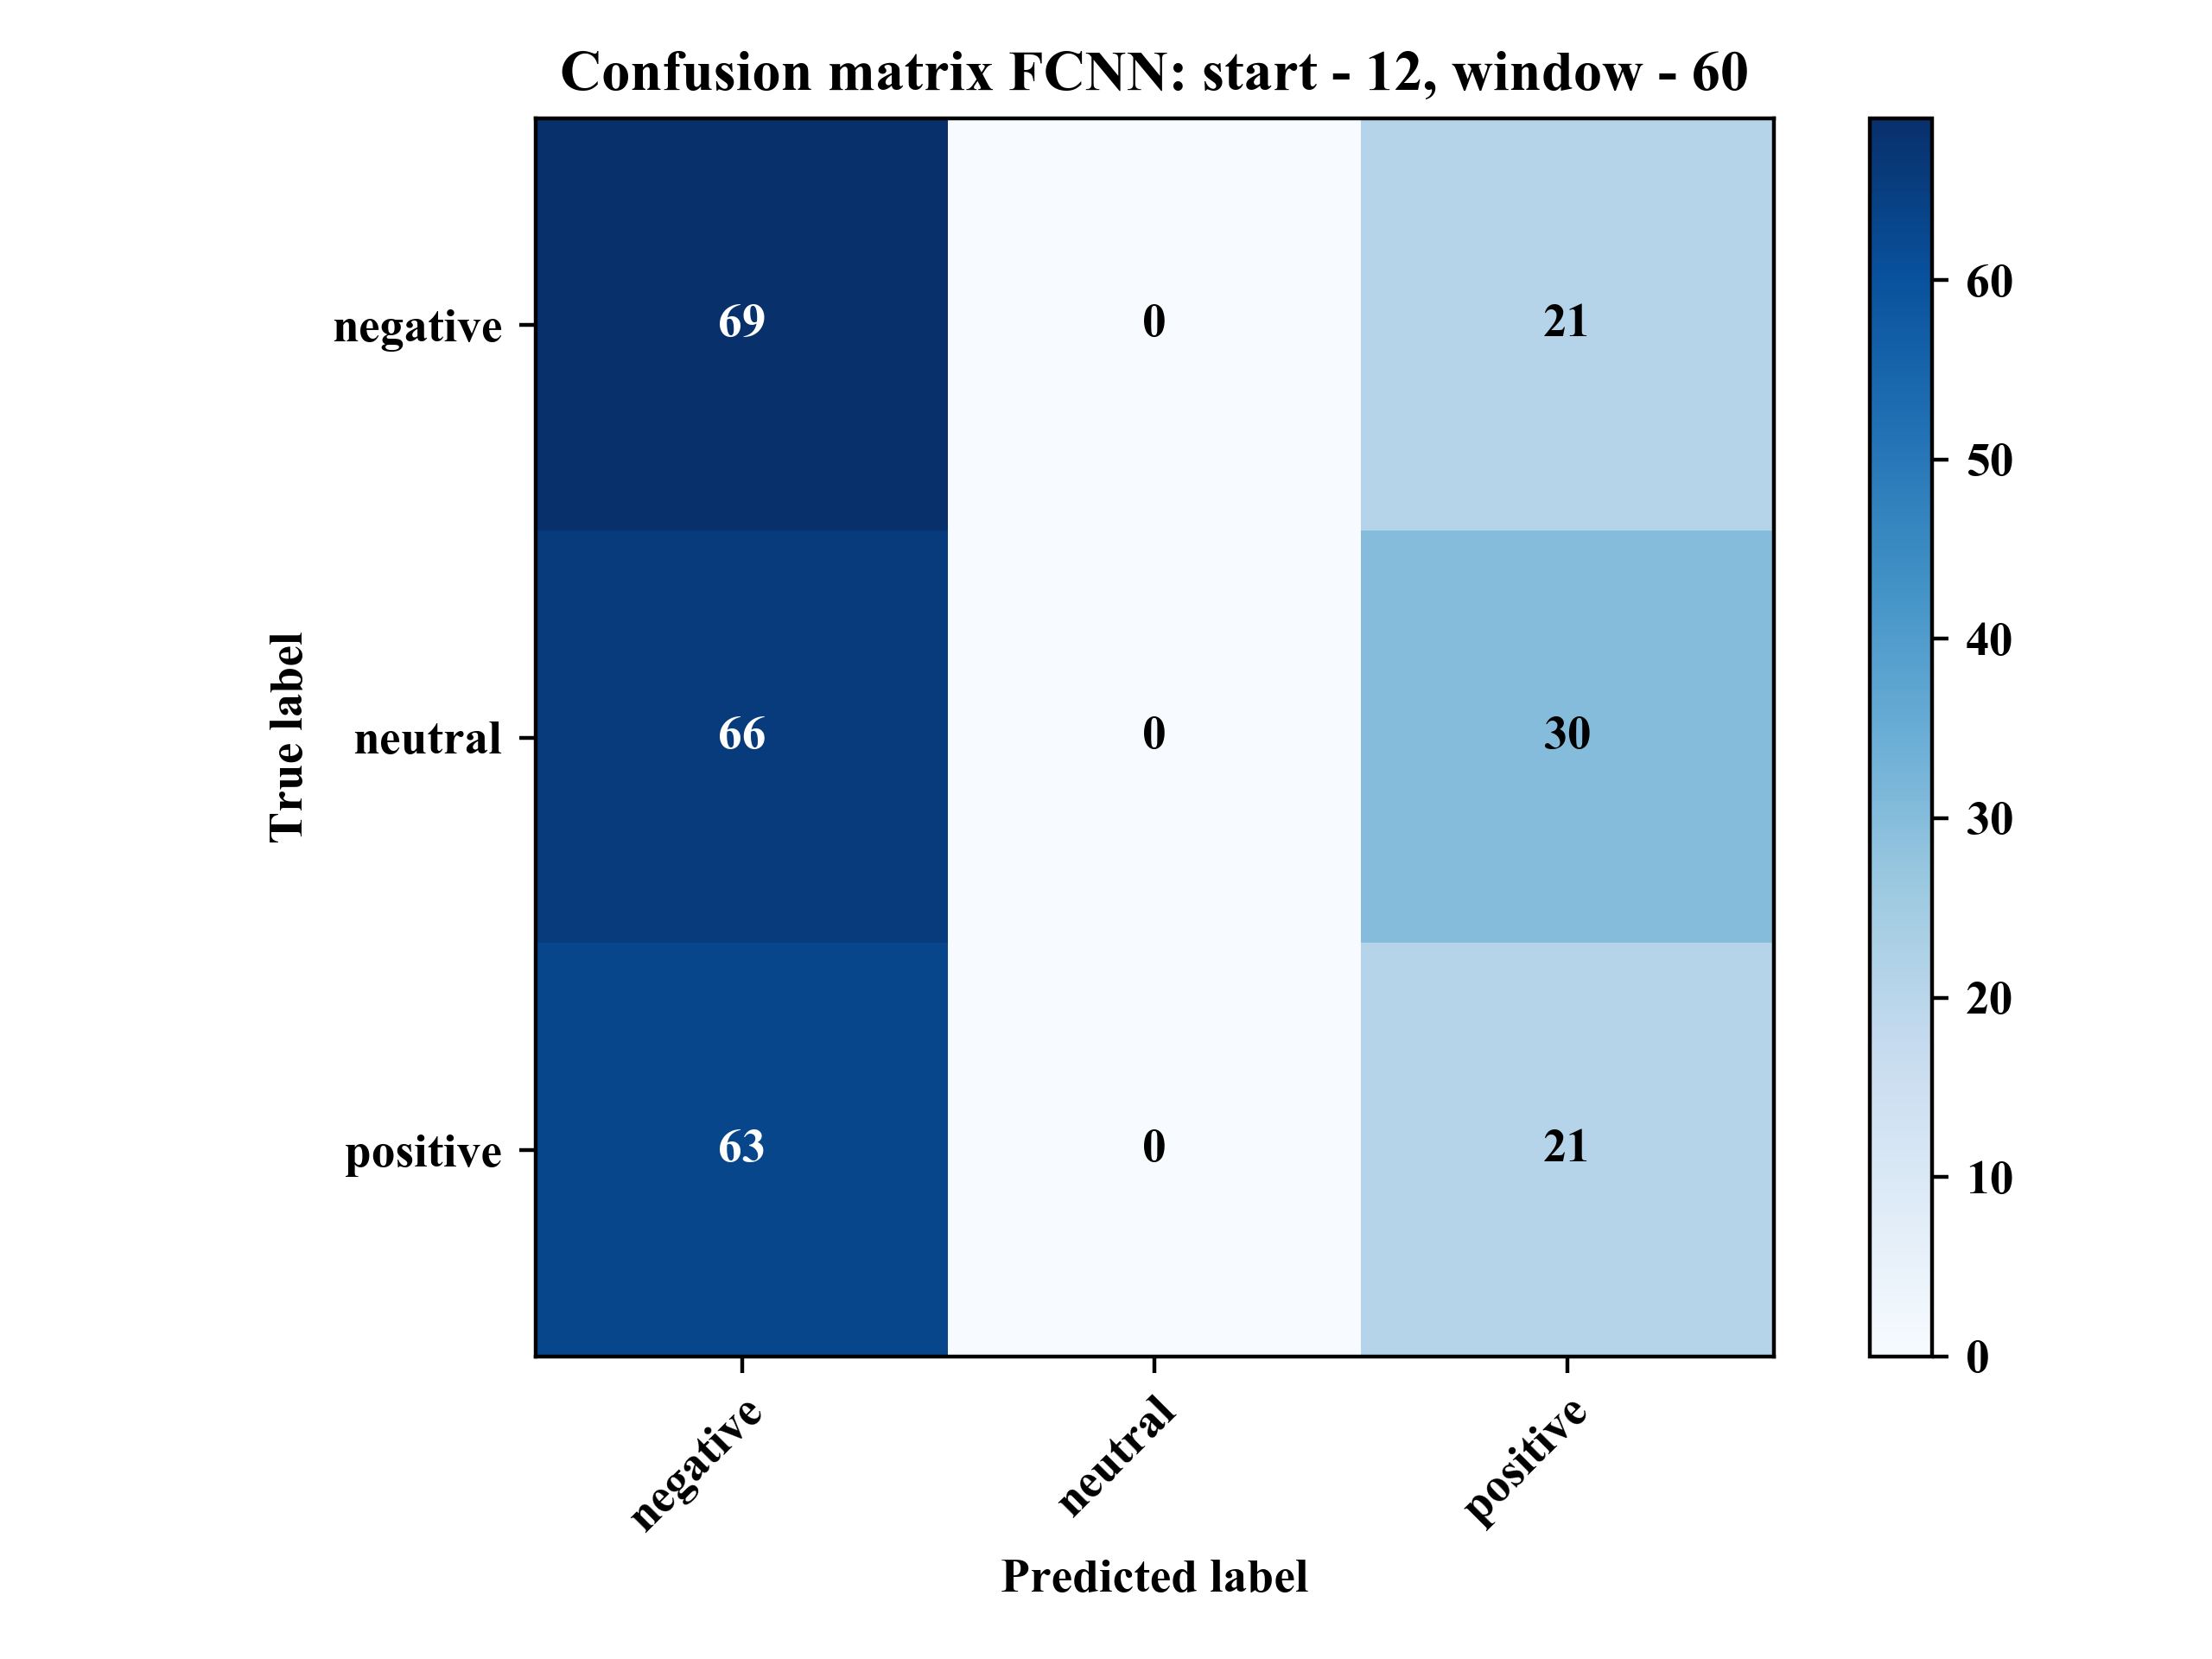 Confusion matrix FCNN: start - 12, window - 60
True label
negative
69
0
21
neutral
66
0
30
positive
63
0
21
negative
neutral
positive
Predicted label
60
50
40
30
20
10
0